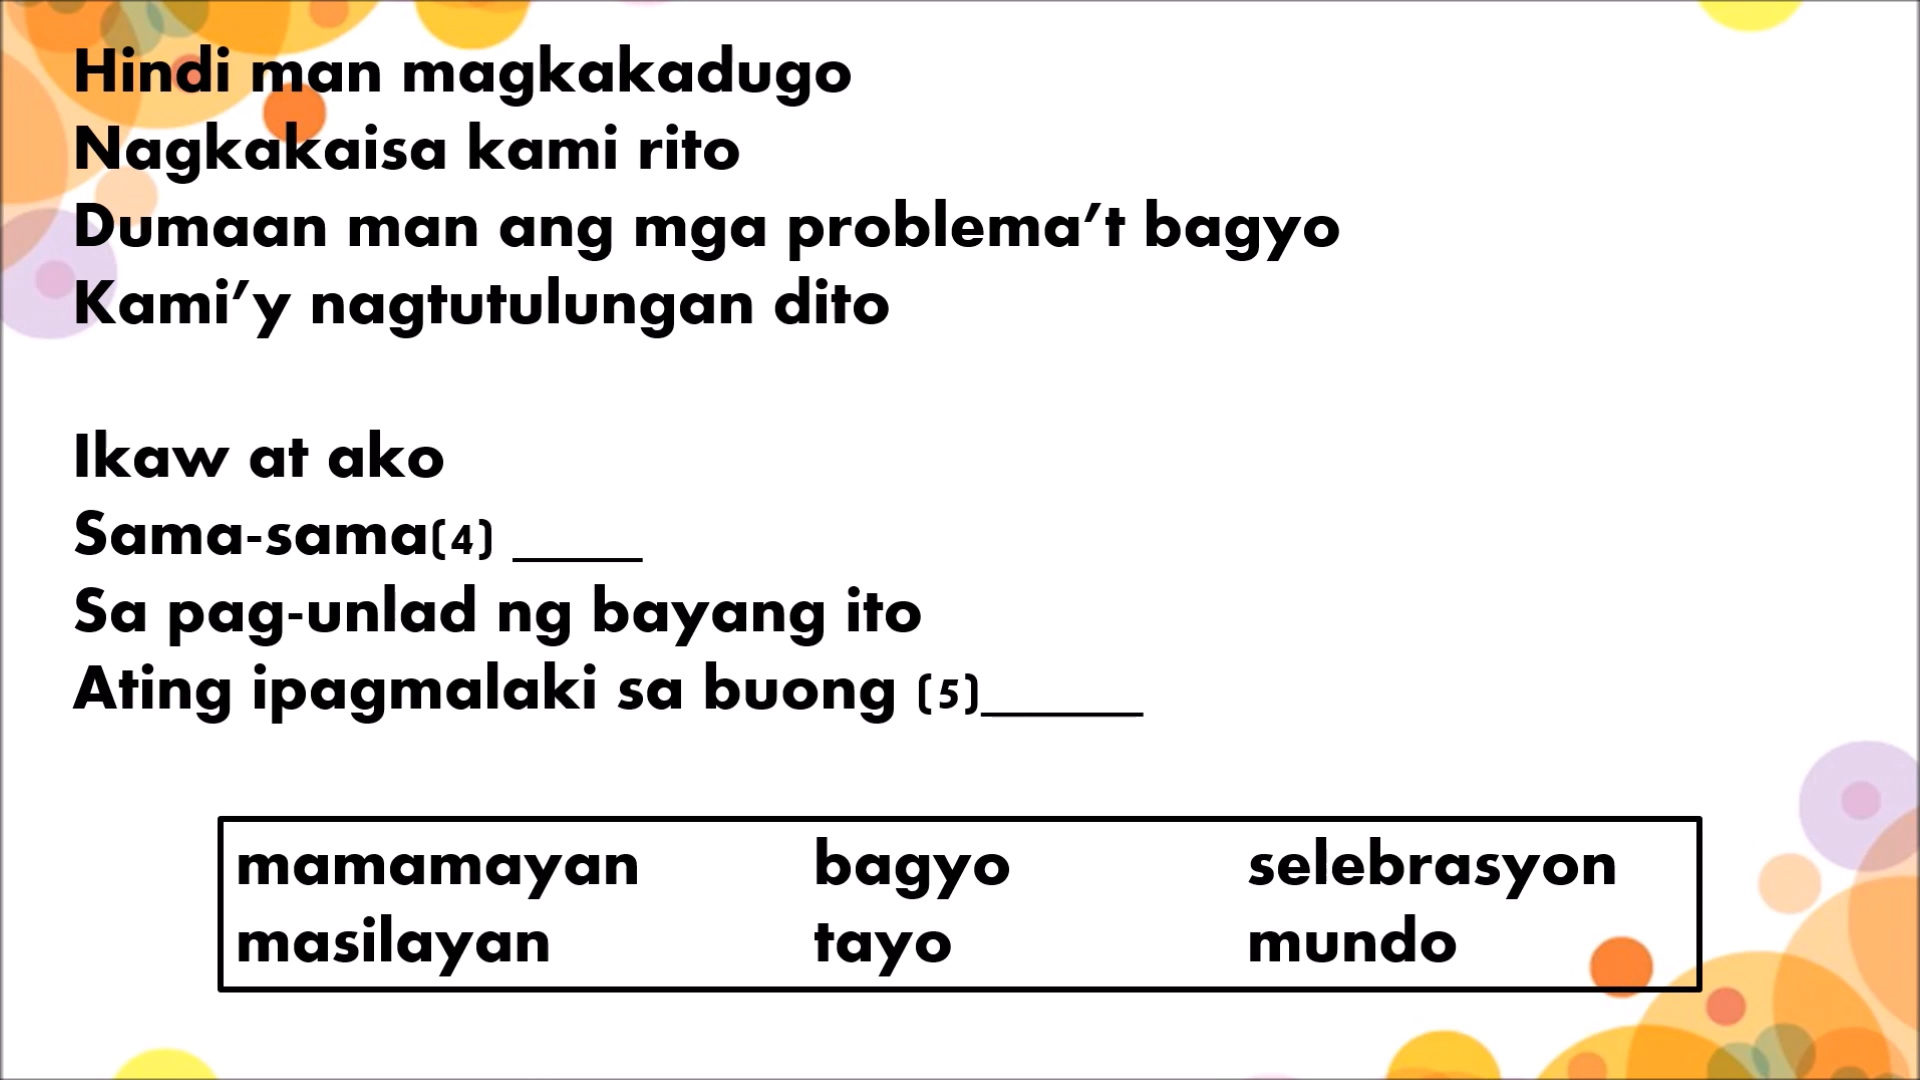 Hindi man magkakadugo
Nagkakaisa kami rito
Dumaan man ang mga problema’t bagyo
Kami’y nagtutulungan dito
Ikaw at ako
Sama-sama(4) _____
Sa pag-unlad ng bayang ito
Ating ipagmalaki sa buong (5)______
mamamayan bagyo selebrasyon
masilayan tayo mundo